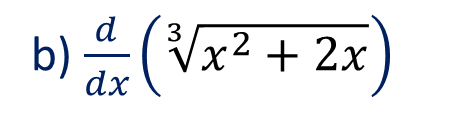 b) d/dx (∛(x² + 2x))